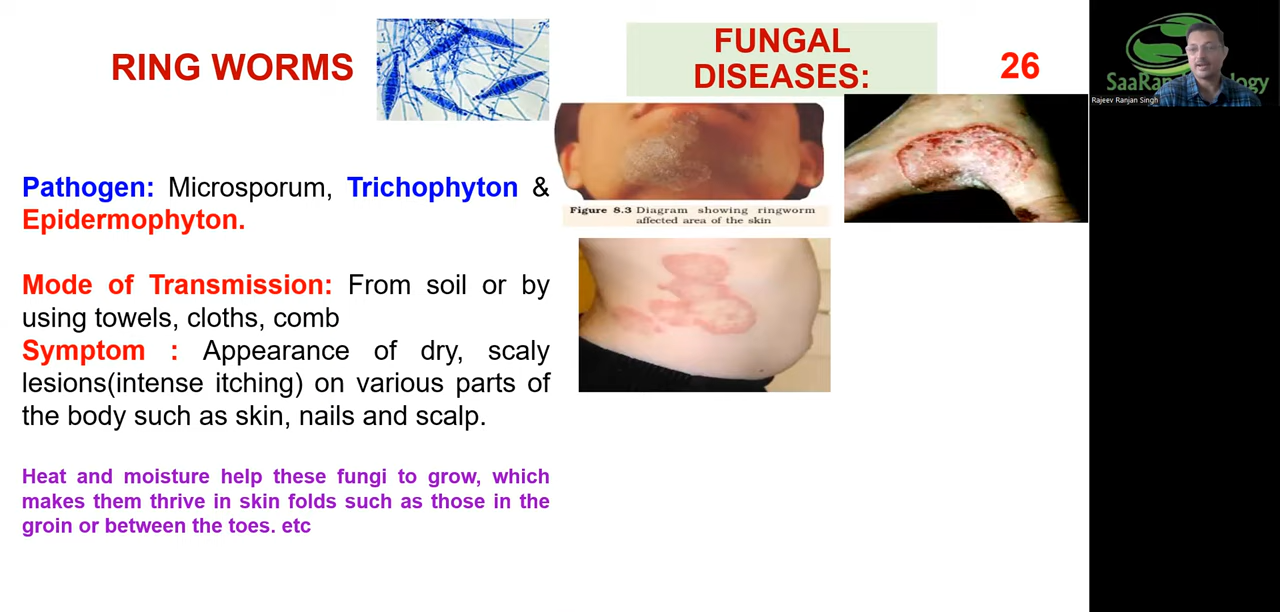 RING WORMS
FUNGAL
DISEASES:
26
Pathogen: Microsporum, Trichophyton &
Epidermophyton.
Mode of Transmission: From soil or by
using towels, cloths, comb
Symptom : Appearance of dry, scaly
lesions(intense itching) on various parts of
the body such as skin, nails and scalp.
Heat and moisture help these fungi to grow, which
makes them thrive in skin folds such as those in the
groin or between the toes. etc
Figure 8.3 Diagram showing ringworm
affected area of the skin
Rajeev Ranjan Singh